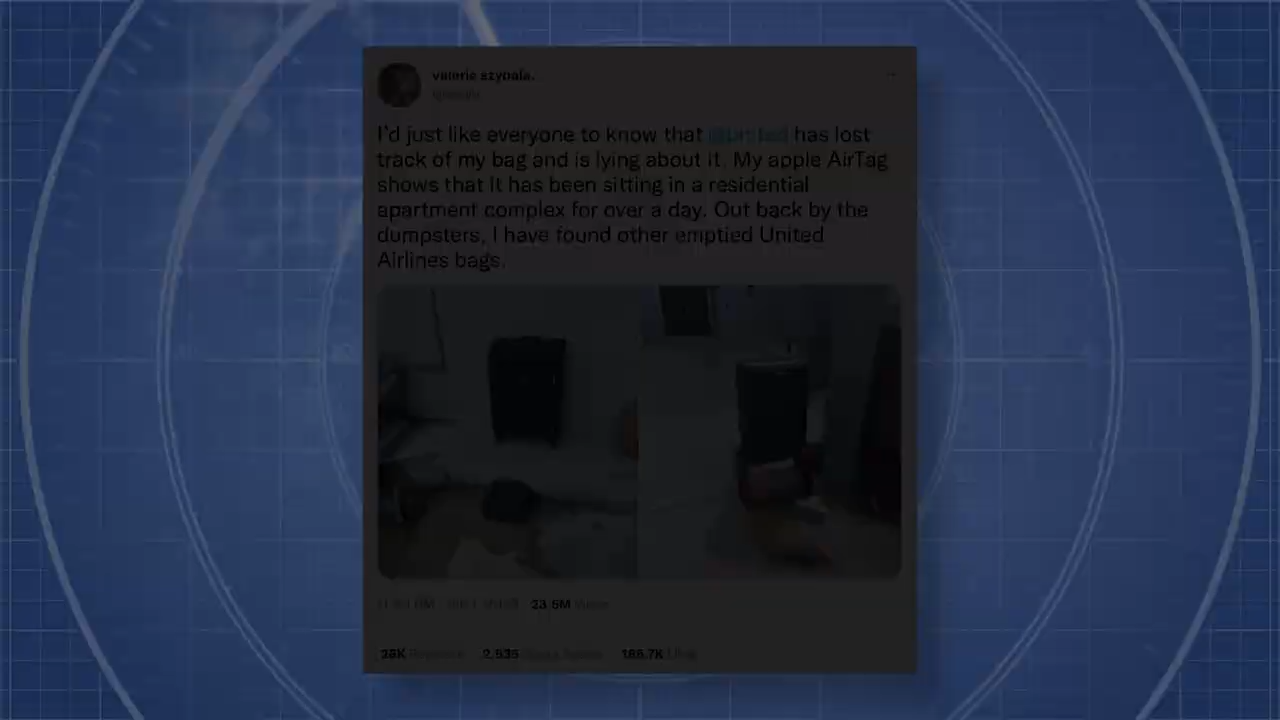 valerie szybala.
I'd just like everyone to know that @united has lost
track of my bag and is lying about it. My apple AirTag
shows that it has been sitting in a residential
apartment complex for over a day. Out back by the
dumpsters, I have found other emptied United
Airlines bags.
23.5M Views
2,535
Likes